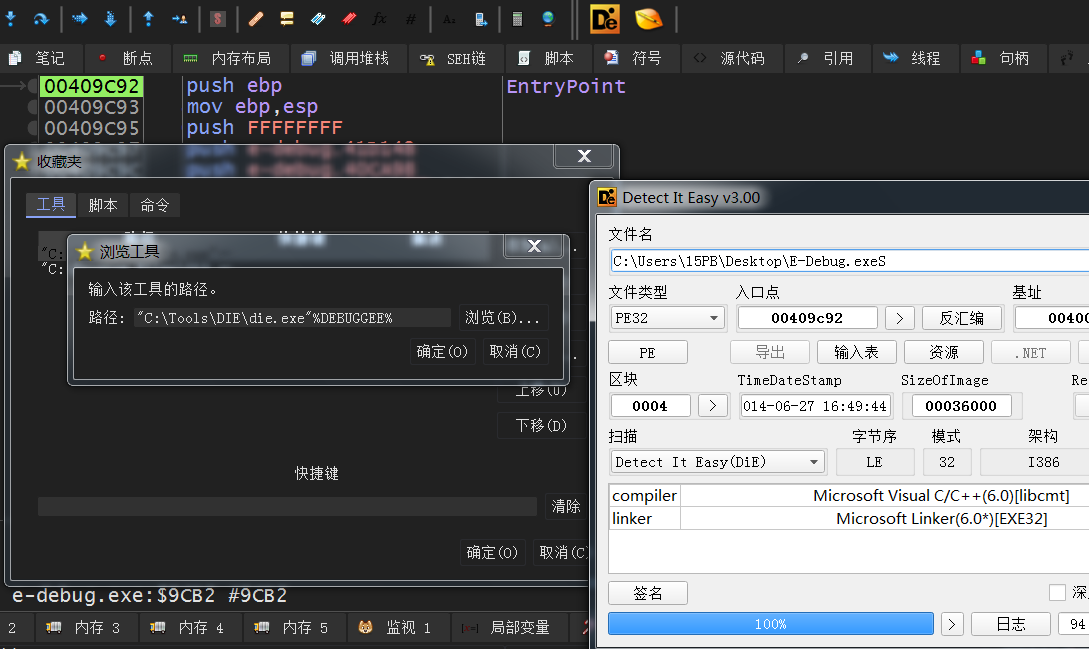 De
笔记 断点 内存布局 调用堆栈 SEH链 脚本 符号 源代码 引用 线程 句柄
00409C92 push ebp EntryPoint
00409C93 mov ebp,esp
00409C95 push FFFFFFFF
push e-debug.41D148
push e-debug.40CA88
收藏夹
工具 脚本 命令
"C:
"C:
浏览工具
输入该工具的路径。
路径: "C:\Tools\DIE\die.exe"%DEBUGGEE% 浏览(B)...
确定(O) 取消(C)
上移(U)
下移(D)
快捷键
清除
确定(O) 取消(C)
e-debug.exe:$9CB2 #9CB2
2 内存 3 内存 4 内存 5 监视 1 局部变量
Detect It Easy v3.00
文件名
C:\Users\15PB\Desktop\E-Debug.exeS
文件类型 入口点 基址
PE32 00409c92 > 反汇编 0040
PE 导出 输入表 资源 .NET
区块 TimeDateStamp SizeOfImage Re
0004 > 014-06-27 16:49:44 00036000
扫描 字节序 模式 架构
Detect It Easy(DiE) LE 32 I386
compiler Microsoft Visual C/C++(6.0)[libcmt]
linker Microsoft Linker(6.0*)[EXE32]
签名 深
100% > 日志 94